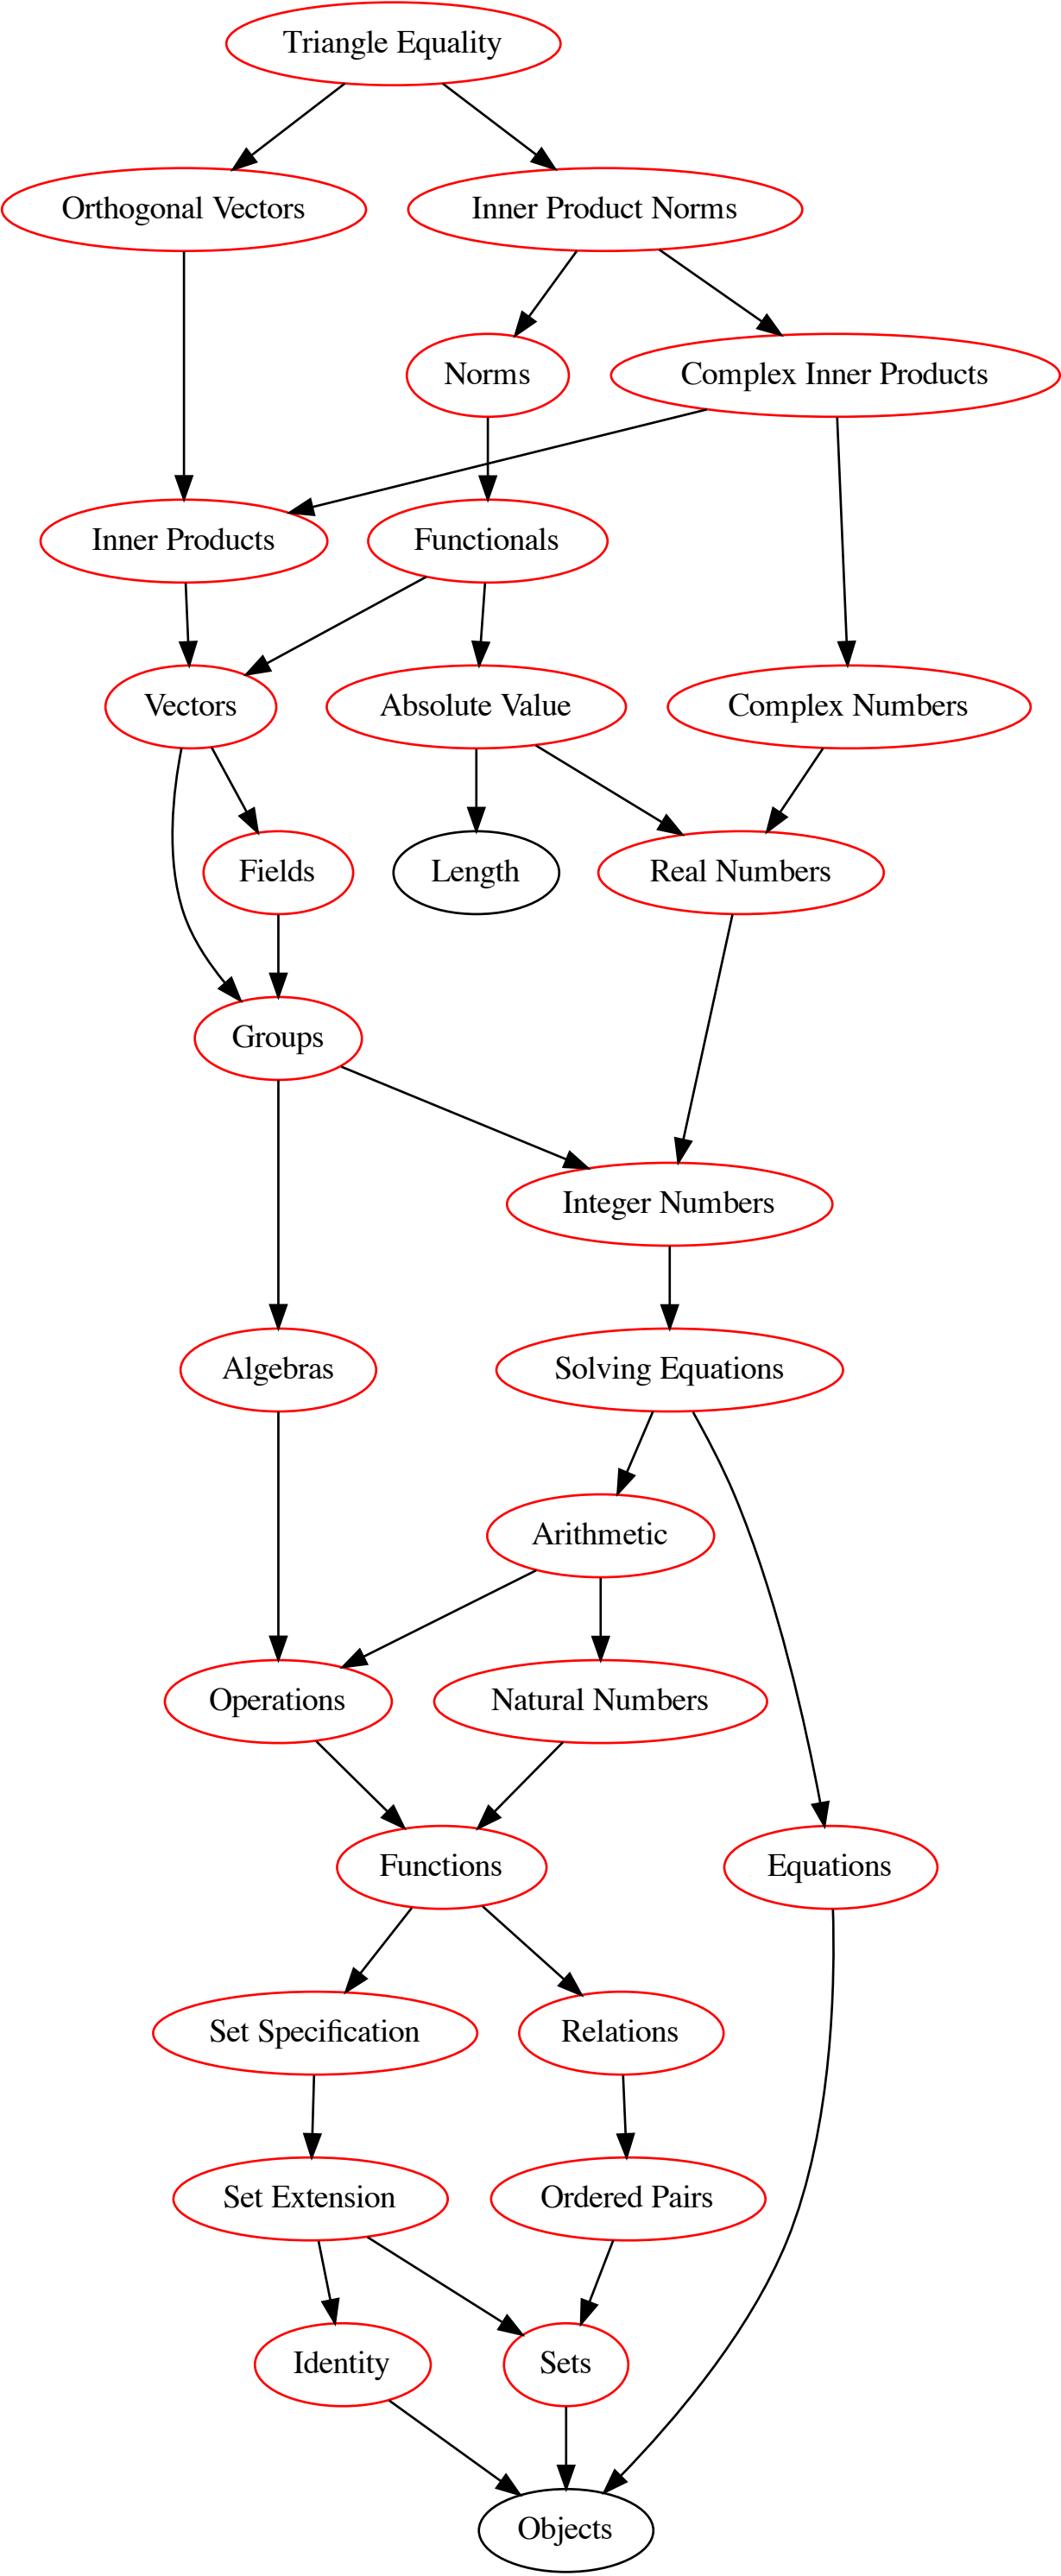 Triangle Equality
Orthogonal Vectors
Inner Product Norms
Norms
Complex Inner Products
Inner Products
Functionals
Vectors
Absolute Value
Complex Numbers
Fields
Length
Real Numbers
Groups
Integer Numbers
Algebras
Solving Equations
Arithmetic
Operations
Natural Numbers
Functions
Equations
Set Specification
Relations
Set Extension
Ordered Pairs
Identity
Sets
Objects